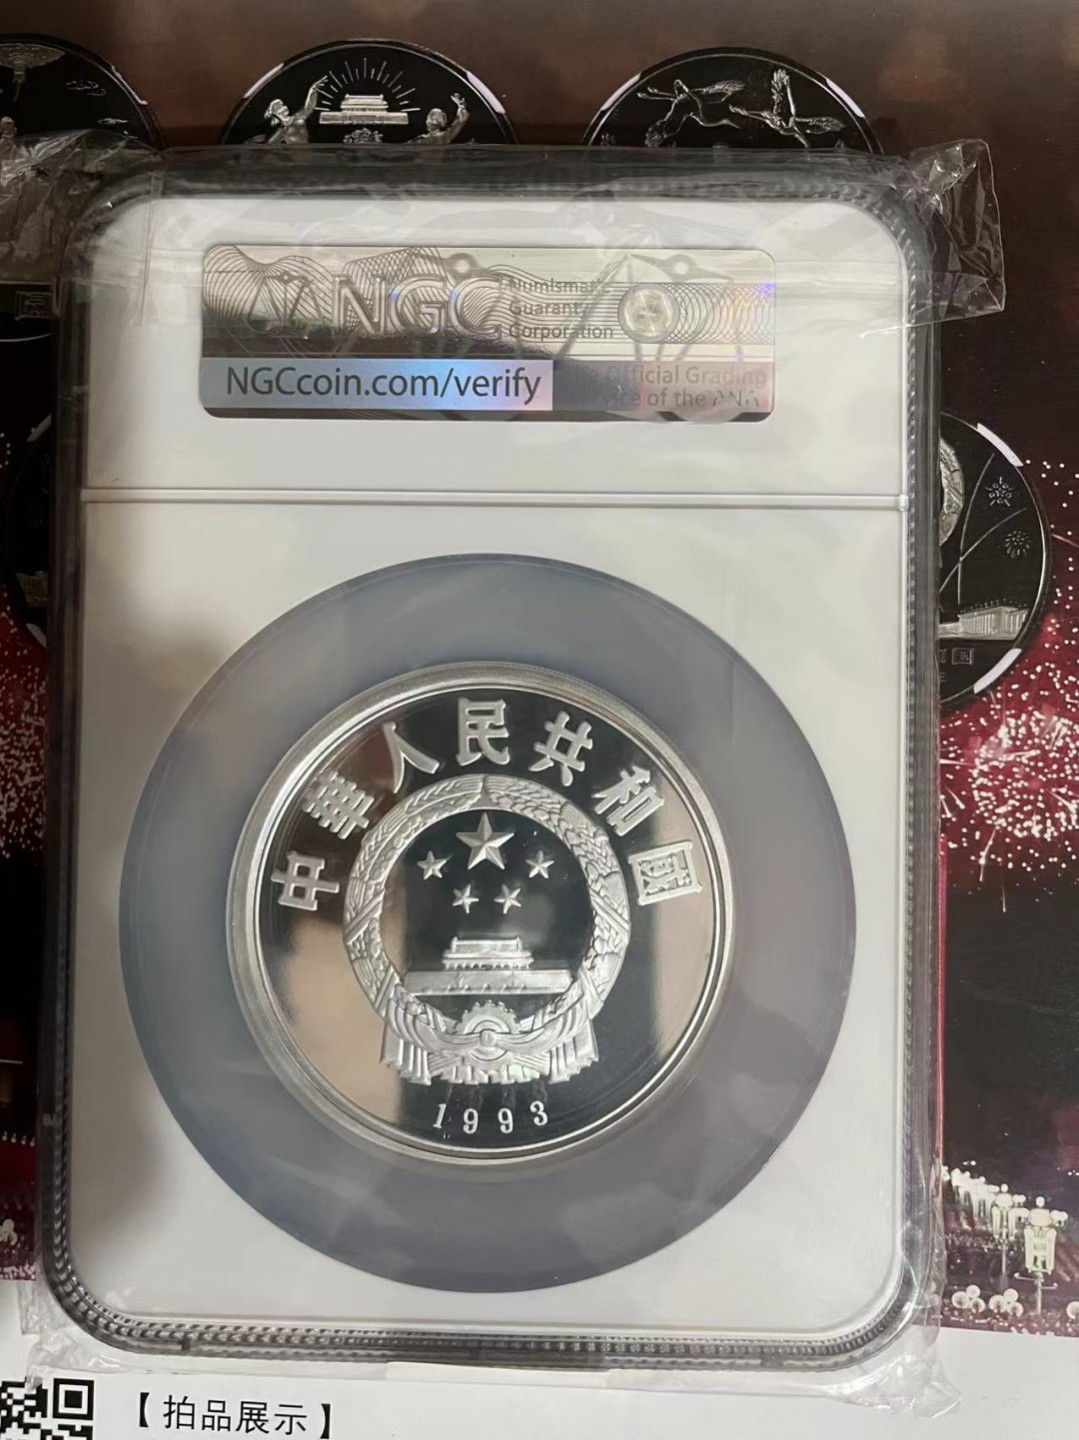 NGC
Numismatic
Guaranty
Corporation
NGCcoin.com/verify
The Official Grading
Service of the ANA
中華人民共和國
1993
【拍品展示】